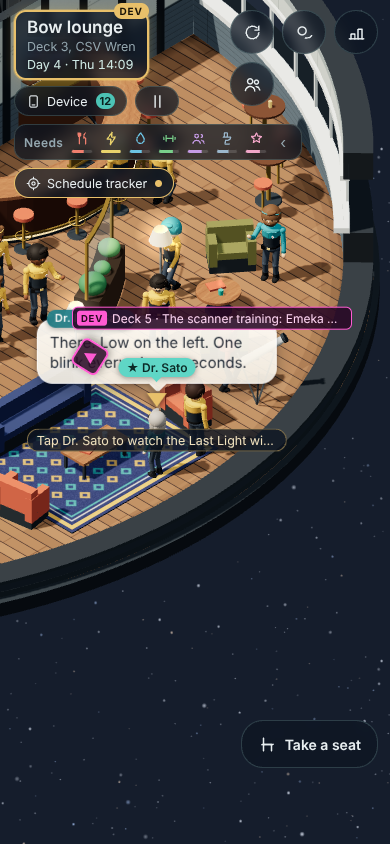 DEV
Bow lounge
Deck 3, CSV Wren
Day 4 · Thu 14:09
Device 12
Needs
Schedule tracker
Dr.
DEV Deck 5 · The scanner training: Emeka ...
There. Low on the left. One
seconds.
★ Dr. Sato
Tap Dr. Sato to watch the Last Light wi...
Take a seat